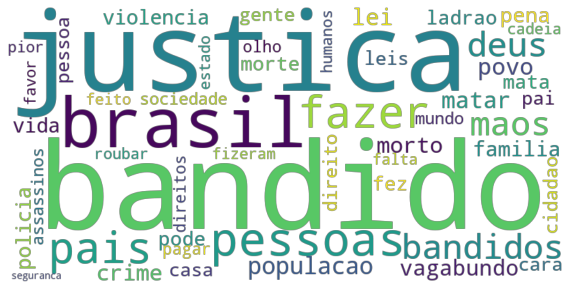 violencia gente lei ladrao pena
justica deus cadeia
pior favor pessoa estado olho humanos leis povo
morte mata
feito sociedade fazer matar pai
vida brasil mundo maos
roubar fizeram direito morto familia
bandido falta
assassinos direitos fez cidadao
policia pais pode pessoas bandidos
pagar
crime casa populacao vagabundo cara
seguranca